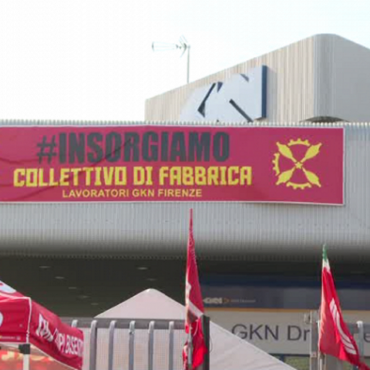 GKN
#INSORGIAMO
COLLETTIVO DI FABBRICA
LAVORATORI GKN FIRENZE
GKN Dr